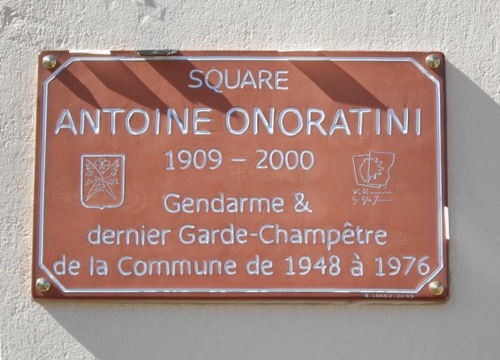 SQUARE
ANTOINE ONORATINI
1909 – 2000
Gendarme &
dernier Garde-Champêtre
de la Commune de 1948 à 1976